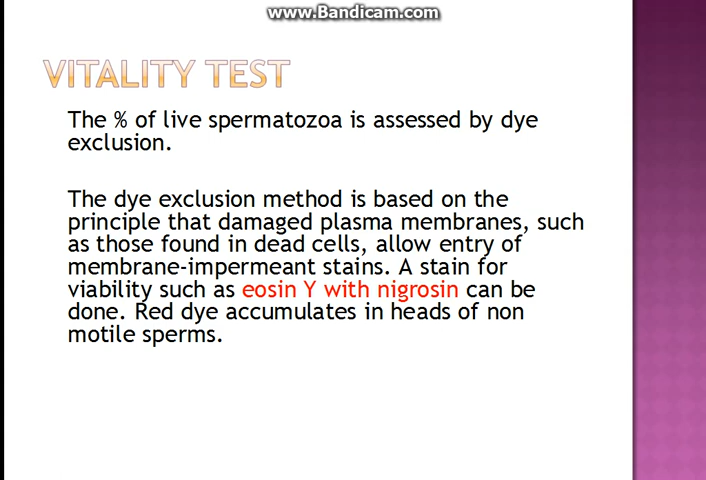 www.Bandicam.com
VITALITY TEST
The % of live spermatozoa is assessed by dye
exclusion.
The dye exclusion method is based on the
principle that damaged plasma membranes, such
as those found in dead cells, allow entry of
membrane-impermeant stains. A stain for
viability such as eosin Y with nigrosin can be
done. Red dye accumulates in heads of non
motile sperms.